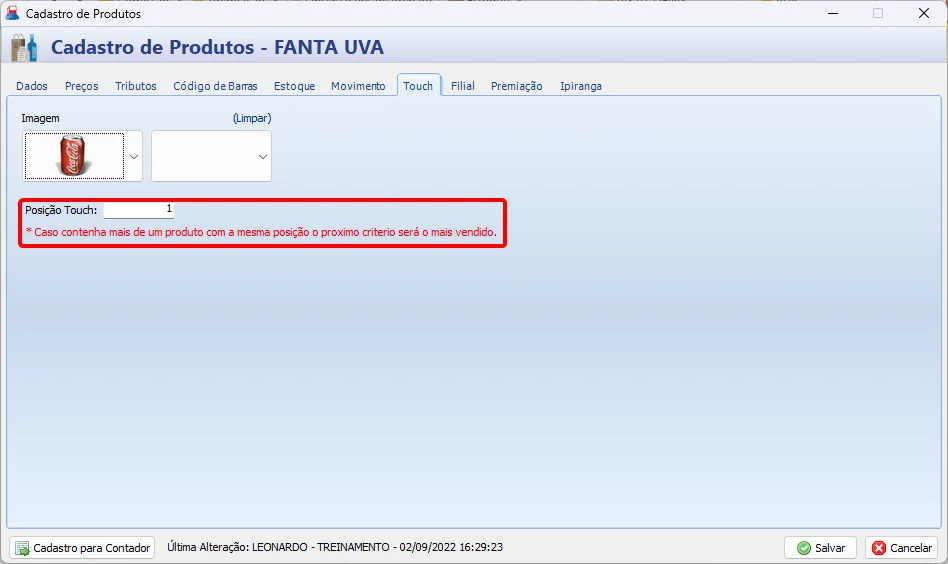 Cadastro de Produtos
Cadastro de Produtos - FANTA UVA
Dados Preços Tributos Código de Barras Estoque Movimento Touch Filial Premiação Ipiranga
Imagem (Limpar)
Coca-Cola
Posição Touch: 1
* Caso contenha mais de um produto com a mesma posição o proximo criterio será o mais vendido.
Cadastro para Contador Última Alteração: LEONARDO - TREINAMENTO - 02/09/2022 16:29:23 Salvar Cancelar